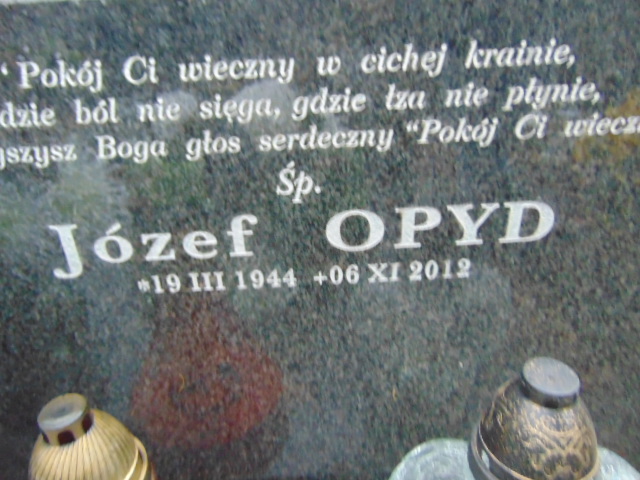 “Pokój Ci wieczny w cichej krainie,
dzie ból nie sięga, gdzie łza nie płynie,
yszysz Boga głos serdeczny “Pokój Ci wiecz
Śp.
Józef OPYD
*19 III 1944 +06 XI 2012